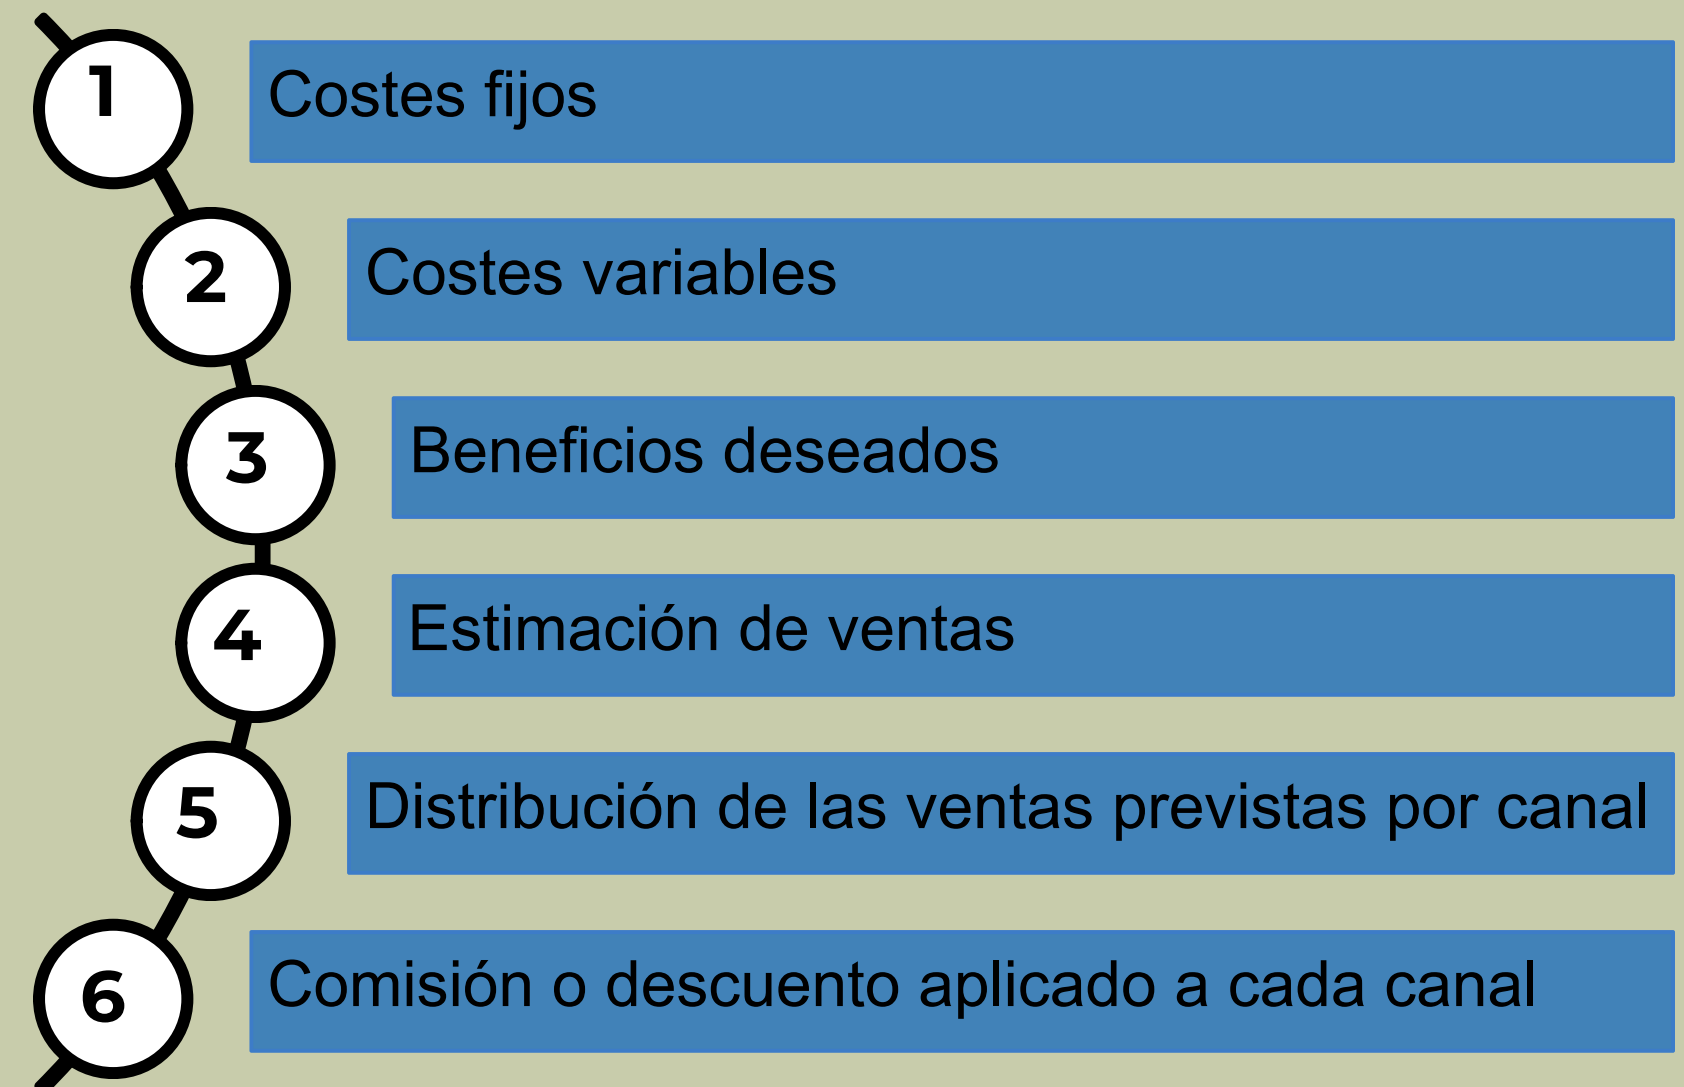 1
Costes fijos
2
Costes variables
3
Beneficios deseados
4
Estimación de ventas
5
Distribución de las ventas previstas por canal
6
Comisión o descuento aplicado a cada canal